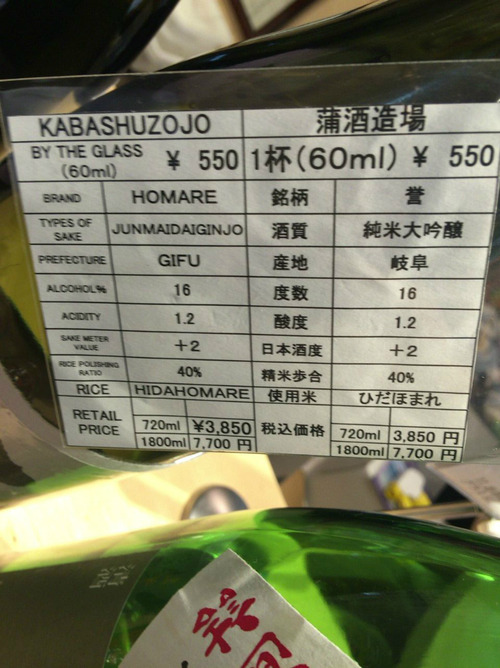 KABASHUZOJO 蒲酒造場
BY THE GLASS (60ml) ¥ 550 1杯(60ml) ¥ 550
BRAND HOMARE 銘柄 誉
TYPES OF SAKE JUNMAIDAIGINJO 酒質 純米大吟醸
PREFECTURE GIFU 産地 岐阜
ALCOHOL% 16 度数 16
ACIDITY 1.2 酸度 1.2
SAKE METER VALUE +2 日本酒度 +2
RICE POLISHING RATIO 40% 精米歩合 40%
RICE HIDAHOMARE 使用米 ひだほまれ
RETAIL PRICE 720ml ¥3,850 税込価格 720ml 3,850 円
1800ml 7,700 円 1800ml 7,700 円